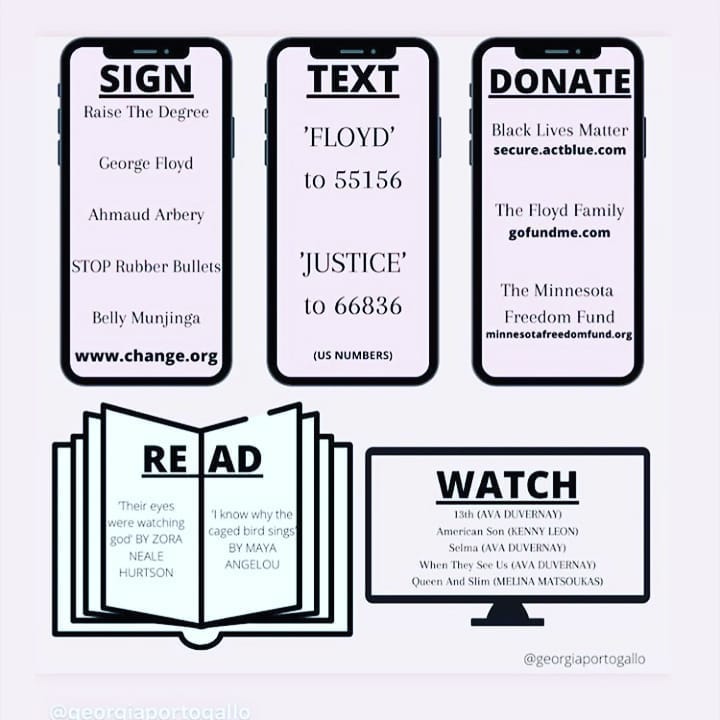 SIGN
Raise The Degree
George Floyd
Ahmaud Arbery
STOP Rubber Bullets
Belly Munjinga
www.change.org
TEXT
'FLOYD'
to 55156
'JUSTICE'
to 66836
(US NUMBERS)
DONATE
Black Lives Matter
secure.actblue.com
The Floyd Family
gofundme.com
The Minnesota
Freedom Fund
minnesotafreedomfund.org
READ
'Their eyes
were watching
god' BY ZORA
NEALE
HURTSON
'I know why the
caged bird sings'
BY MAYA
ANGELOU
WATCH
13th (AVA DUVERNAY)
American Son (KENNY LEON)
Selma (AVA DUVERNAY)
When They See Us (AVA DUVERNAY)
Queen And Slim (MELINA MATSOUKAS)
@georgiaportogallo
@georgiaportogallo